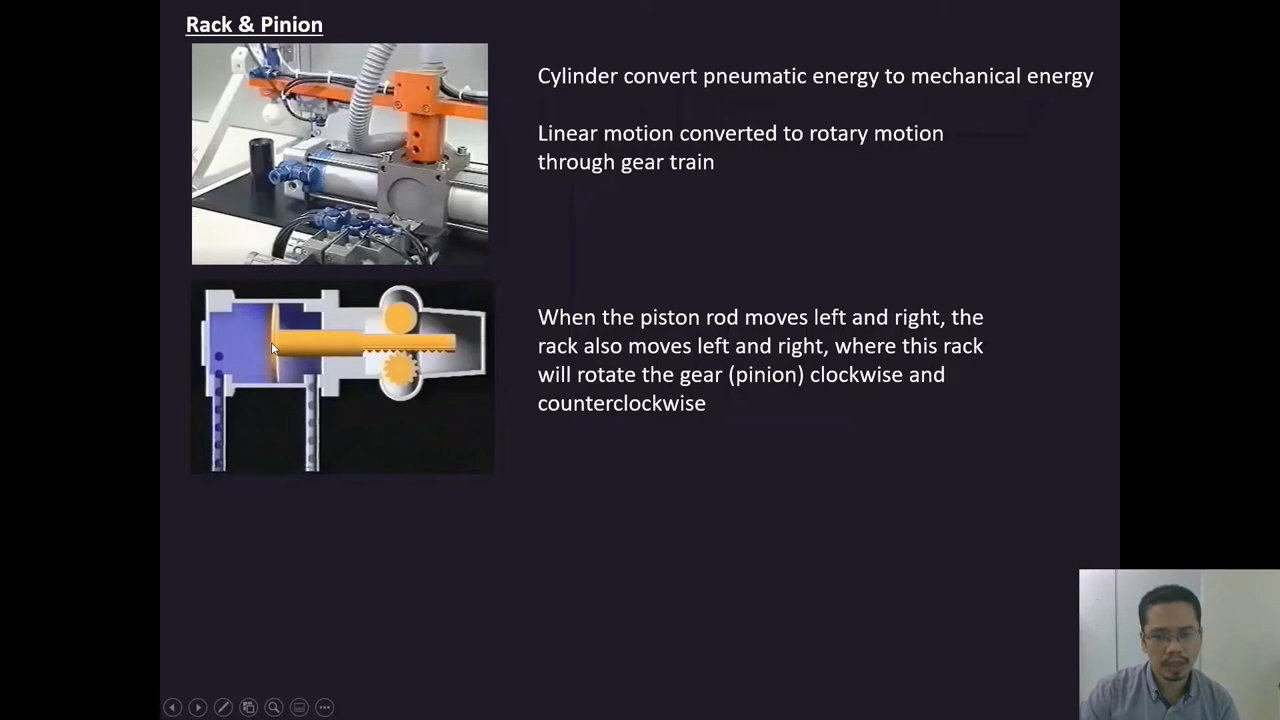 Rack & Pinion
Cylinder convert pneumatic energy to mechanical energy
Linear motion converted to rotary motion
through gear train
When the piston rod moves left and right, the
rack also moves left and right, where this rack
will rotate the gear (pinion) clockwise and
counterclockwise